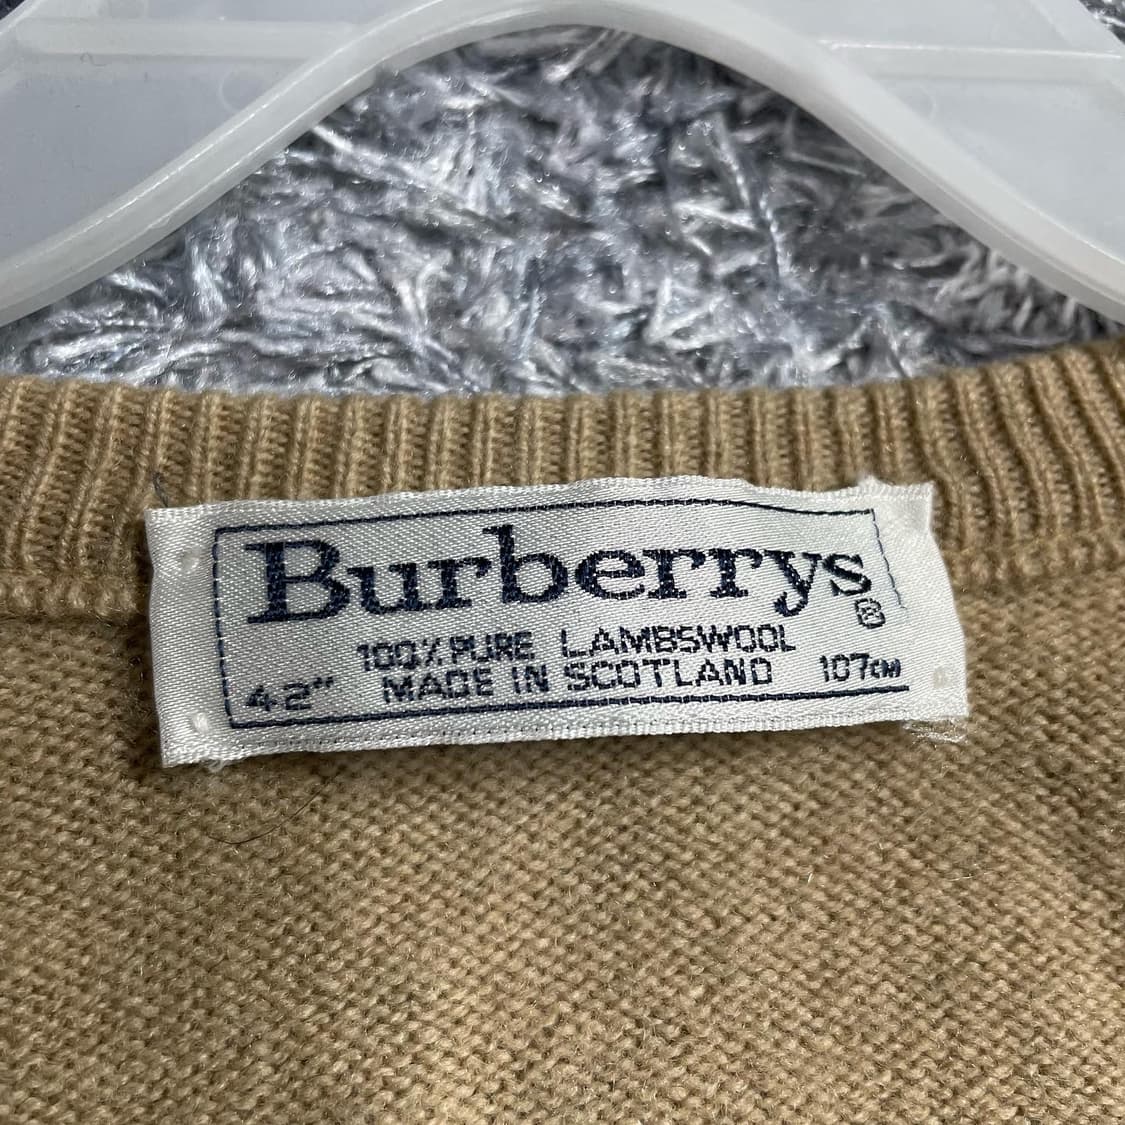 Burberrys®
100% PURE LAMBSWOOL
42" MADE IN SCOTLAND 107CM